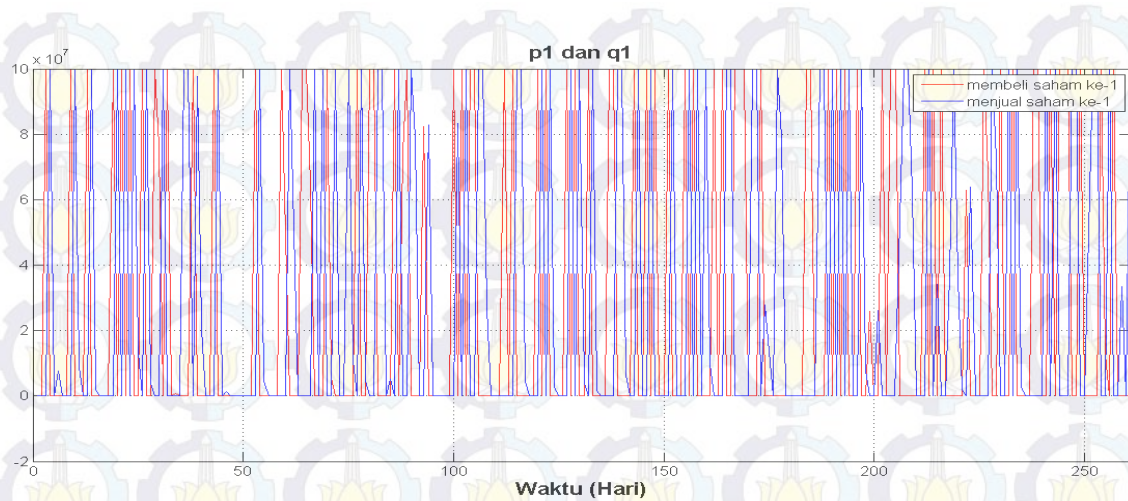 p1 dan q1
x 10^7
10
8
6
4
2
0
-2
0 50 100 150 200 250
Waktu (Hari)
membeli saham ke-1
menjual saham ke-1